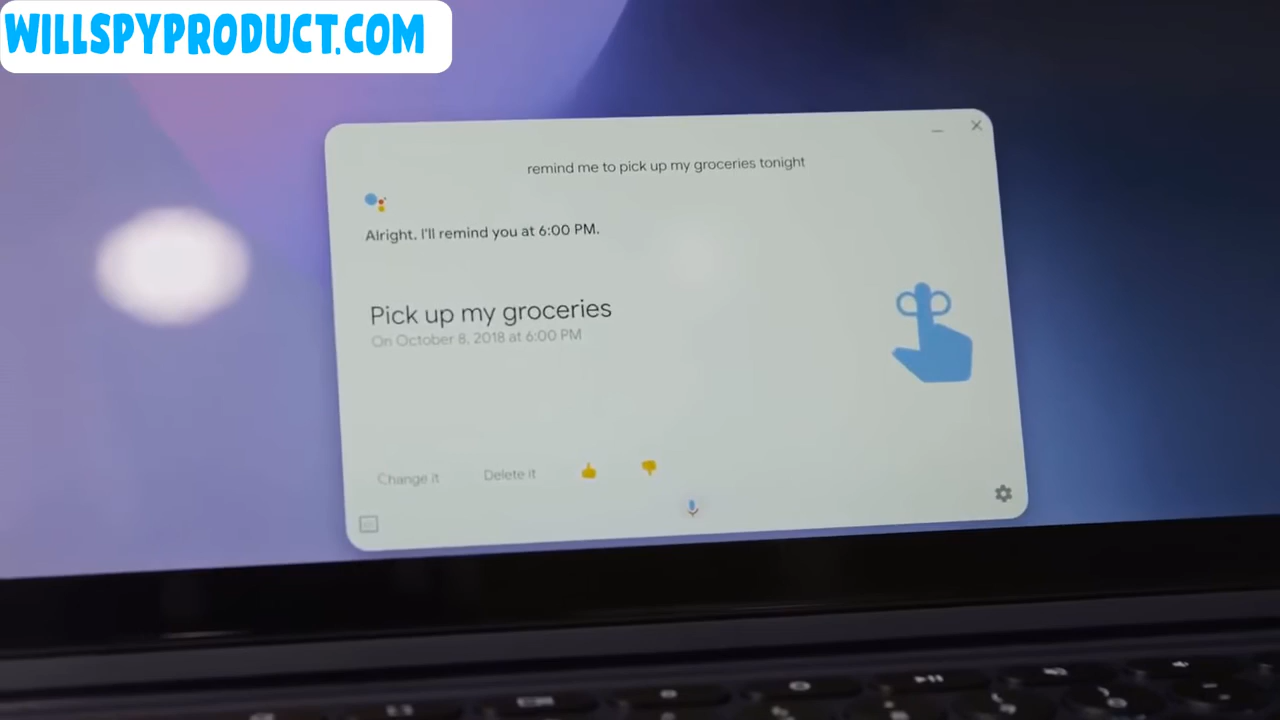 WILLSPYPRODUCT.COM
remind me to pick up my groceries tonight
Alright. I'll remind you at 6:00 PM.
Pick up my groceries
On October 8, 2018 at 6:00 PM
Change it
Delete it